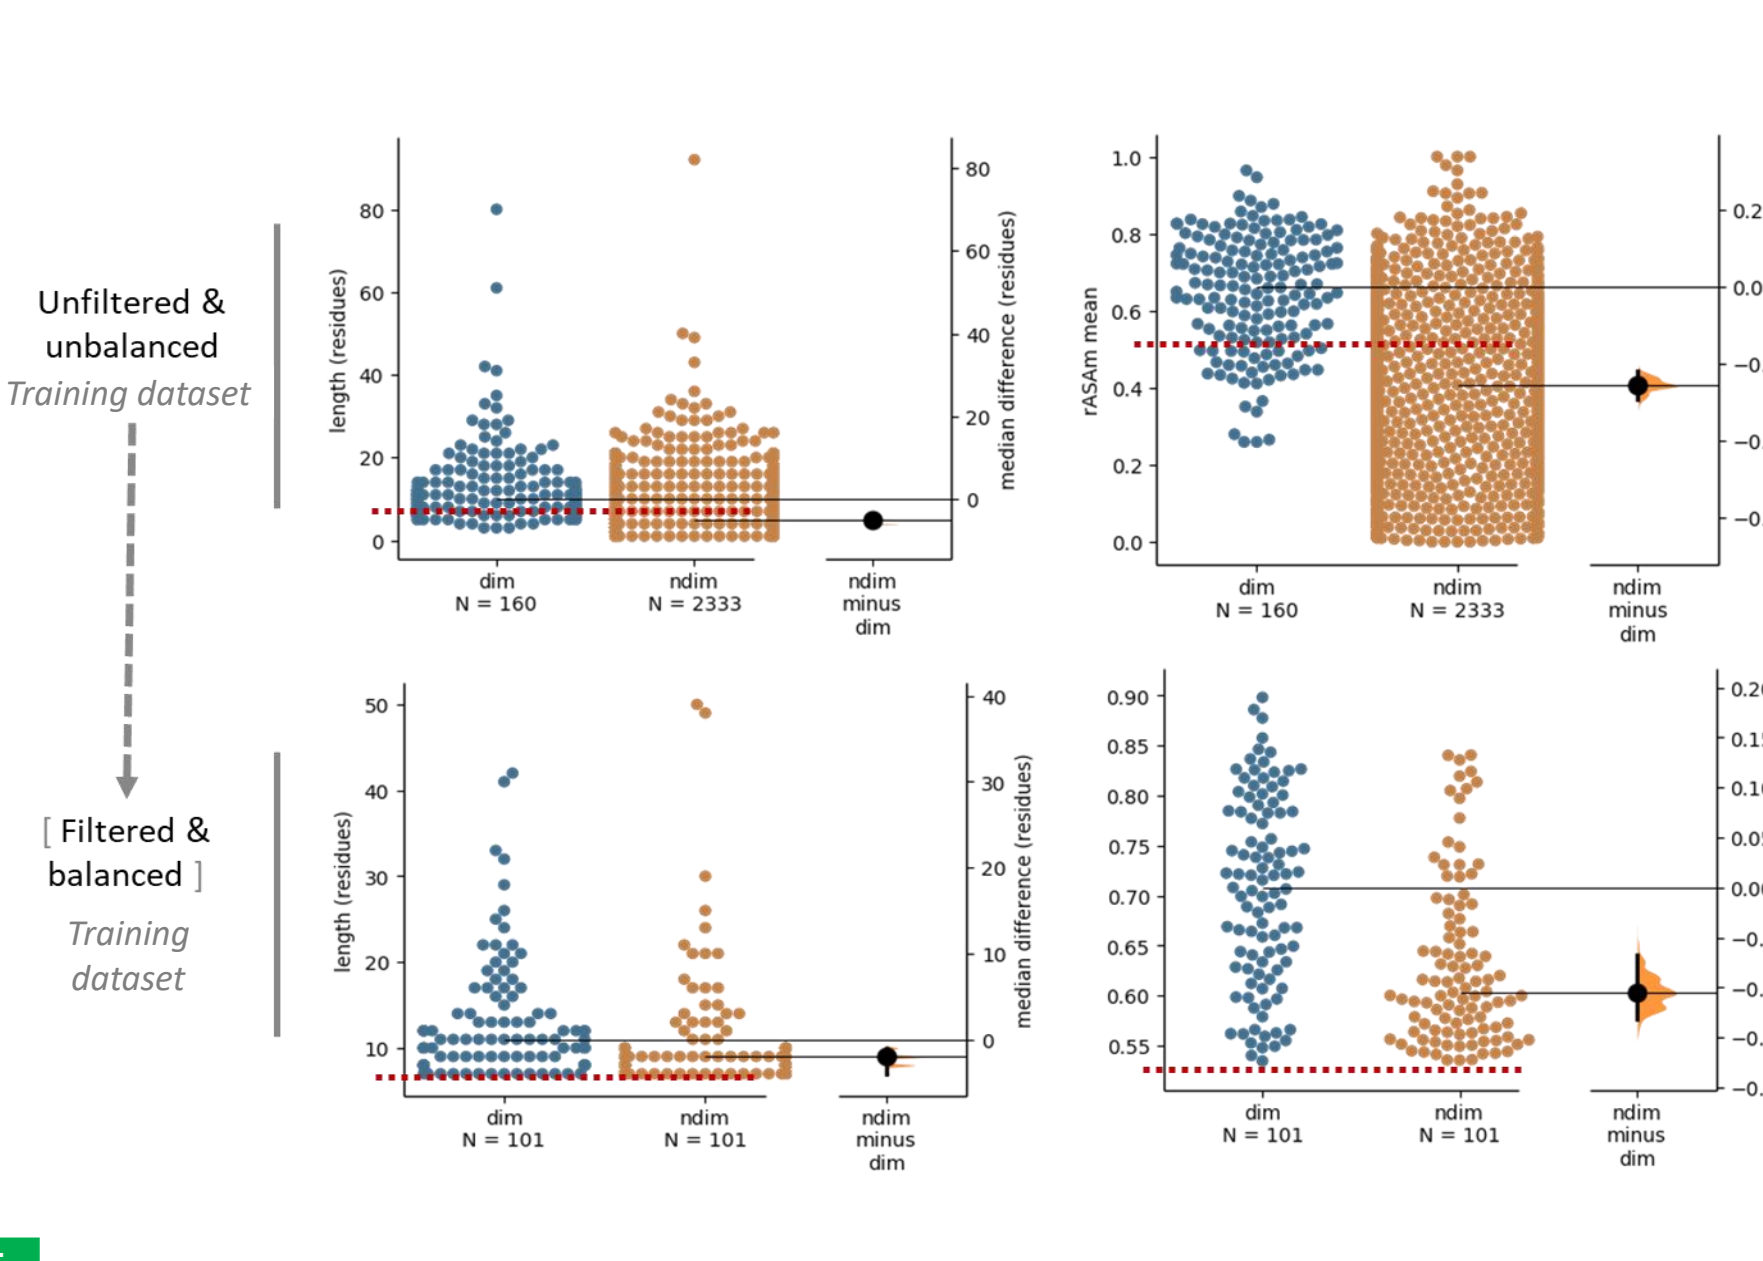 Unfiltered &
unbalanced
Training dataset
[ Filtered &
balanced ]
Training
dataset
length (residues)
80
60
40
20
0
80
60
40
20
0
median difference (residues)
dim
N = 160
ndim
N = 2333
ndim
minus
dim
rASAm mean
1.0
0.8
0.6
0.4
0.2
0.0
0.2
0.0
dim
N = 160
ndim
N = 2333
ndim
minus
dim
length (residues)
50
40
30
20
10
40
30
20
10
0
median difference (residues)
dim
N = 101
ndim
N = 101
ndim
minus
dim
0.90
0.85
0.80
0.75
0.70
0.65
0.60
0.55
dim
N = 101
ndim
N = 101
ndim
minus
dim